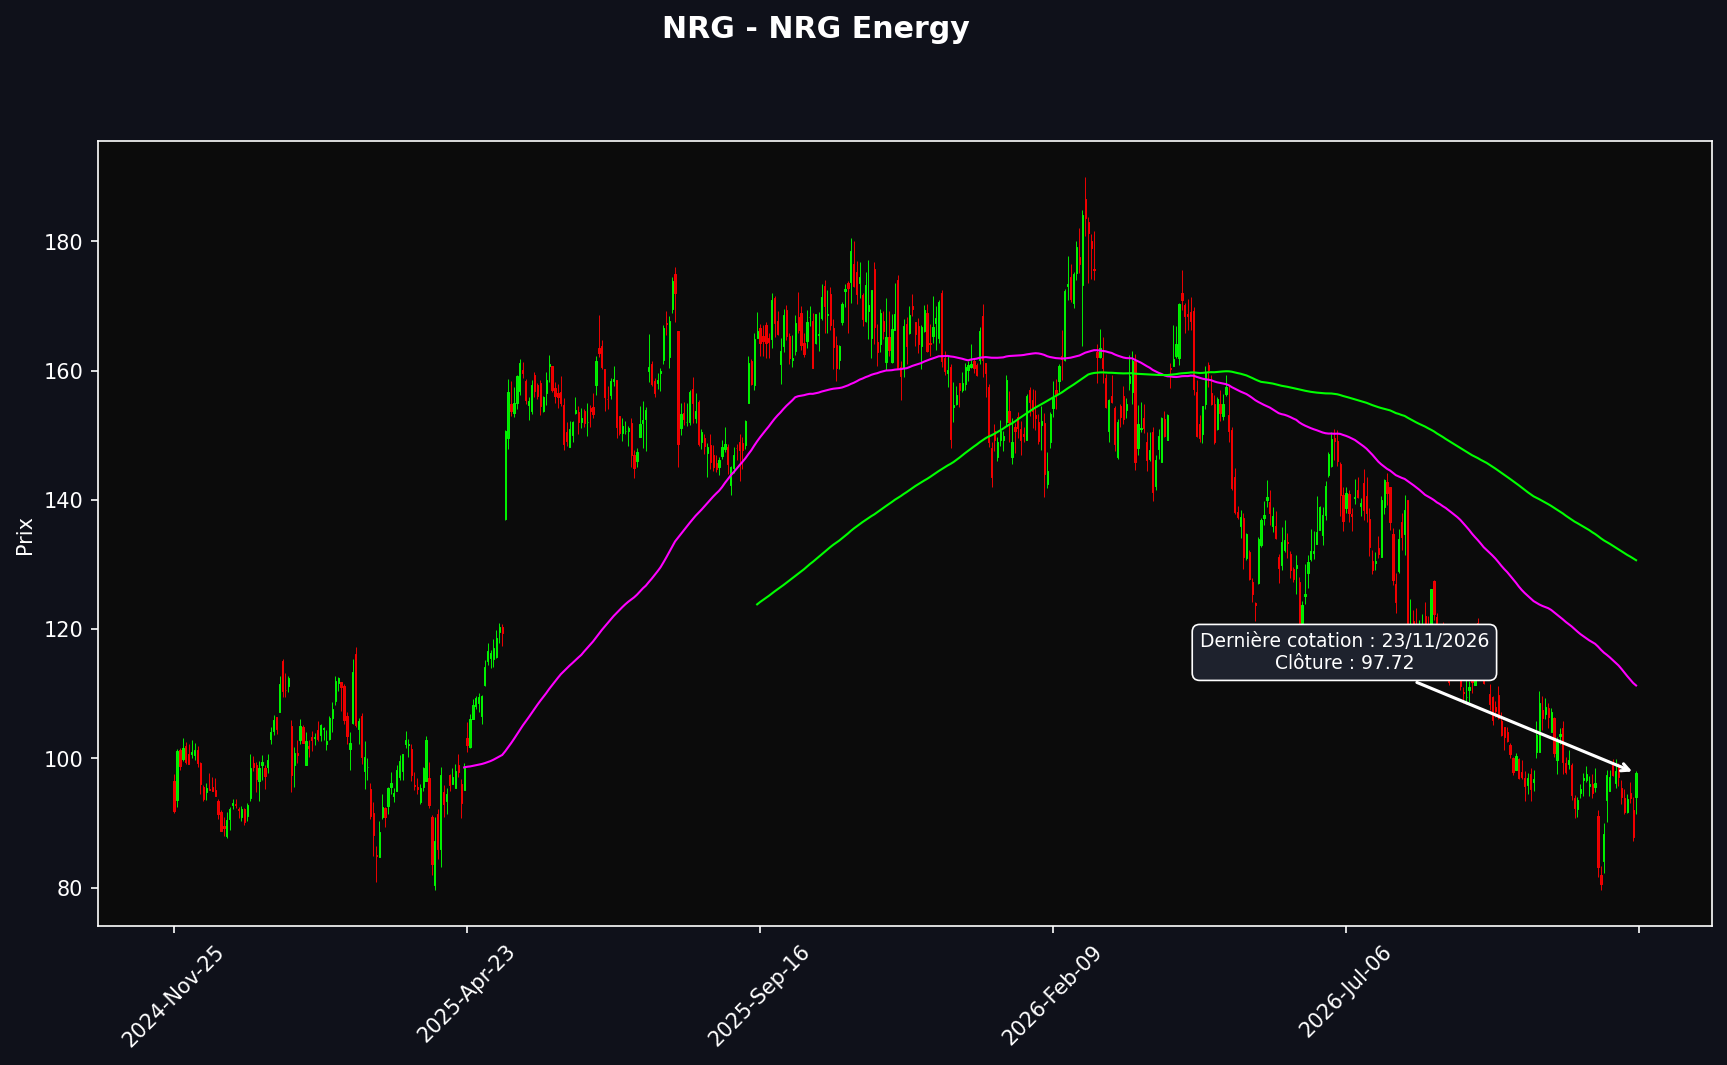 NRG - NRG Energy
Prix
180
160
140
120
100
80
Dernière cotation : 23/11/2026
Clôture : 97.72
2024-Nov-25
2025-Apr-23
2025-Sep-16
2026-Feb-09
2026-Jul-06